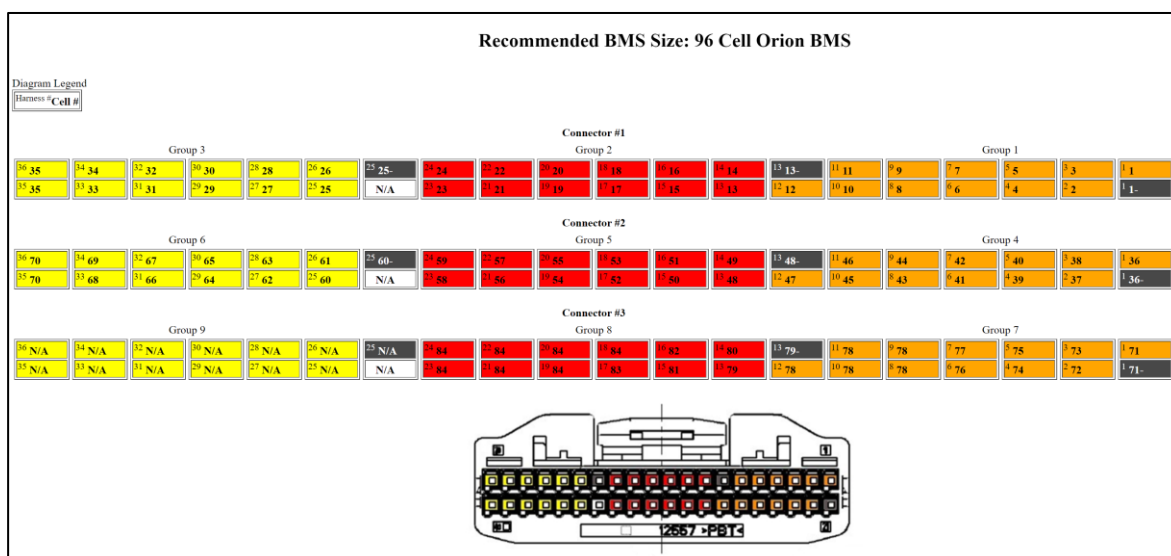 Recommended BMS Size: 96 Cell Orion BMS
Diagram Legend
Harness # Cell #
Connector #1
Group 3 Group 2 Group 1
36 35 34 34 32 32 30 30 28 28 26 26 25 25- 24 24 22 22 20 20 18 18 16 16 14 14 13 13- 11 11 9 9 7 7 5 5 3 3 1 1
35 35 33 33 31 31 29 29 27 27 25 25 N/A 23 23 21 21 19 19 17 17 15 15 13 13 12 12 10 10 8 8 6 6 4 4 2 2 1 1-
Connector #2
Group 6 Group 5 Group 4
36 70 34 69 32 67 30 65 28 63 26 61 25 60- 24 59 22 57 20 55 18 53 16 51 14 49 13 48- 11 46 9 44 7 42 5 40 3 38 1 36
35 70 33 68 31 66 29 64 27 62 25 60 N/A 23 58 21 56 19 54 17 52 15 50 13 48 12 47 10 45 8 43 6 41 4 39 2 37 1 36-
Connector #3
Group 9 Group 8 Group 7
36 N/A 34 N/A 32 N/A 30 N/A 28 N/A 26 N/A 25 N/A 24 84 22 84 20 84 18 84 16 82 14 80 13 79- 11 78 9 78 7 77 5 75 3 73 1 71
35 N/A 33 N/A 31 N/A 29 N/A 27 N/A 25 N/A N/A 23 84 21 84 19 84 17 83 15 81 13 79 12 78 10 78 8 78 6 76 4 74 2 72 1 71-
1
12557 >PBT<